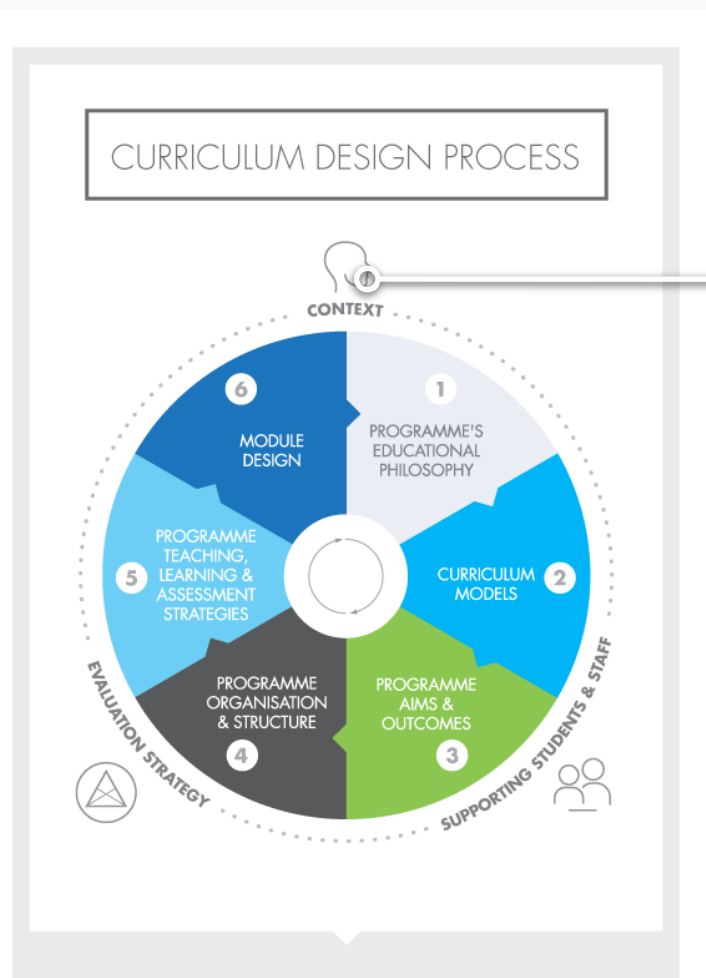 CURRICULUM DESIGN PROCESS
CONTEXT
1
PROGRAMME'S
EDUCATIONAL
PHILOSOPHY
2
CURRICULUM
MODELS
3
PROGRAMME
AIMS &
OUTCOMES
4
PROGRAMME
ORGANISATION
& STRUCTURE
5
PROGRAMME
TEACHING,
LEARNING &
ASSESSMENT
STRATEGIES
6
MODULE
DESIGN
SUPPORTING STUDENTS & STAFF
EVALUATION STRATEGY